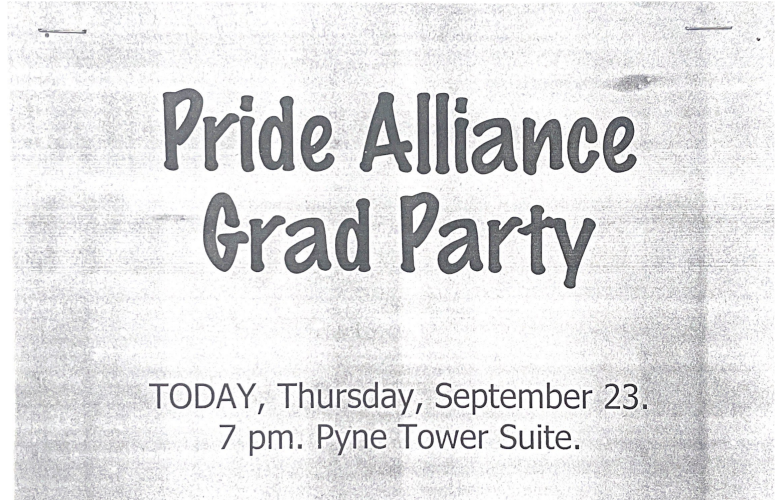 Pride Alliance
Grad Party
TODAY, Thursday, September 23.
7 pm. Pyne Tower Suite.